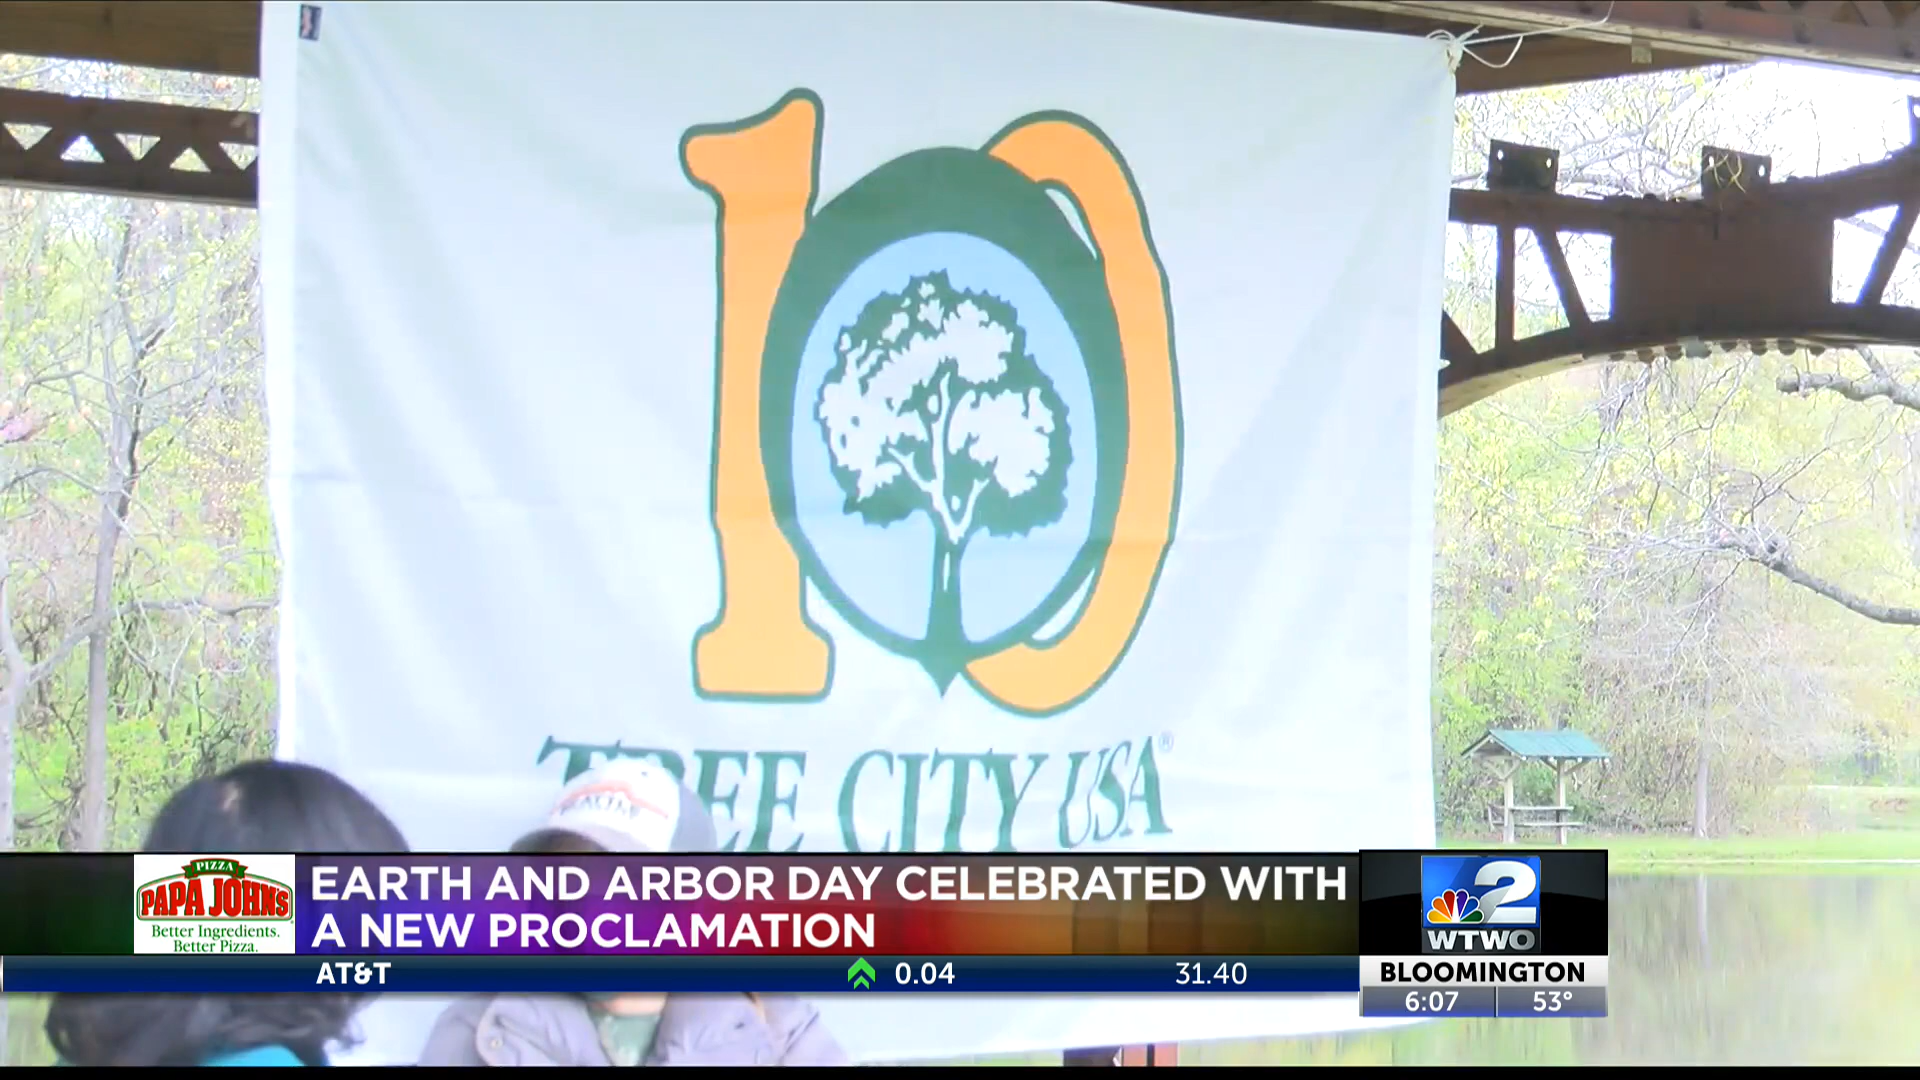 10
TREE CITY USA®
PIZZA
PAPA JOHN'S
Better Ingredients.
Better Pizza.
EARTH AND ARBOR DAY CELEBRATED WITH
A NEW PROCLAMATION
2
WTWO
AT&T 0.04 31.40
BLOOMINGTON
6:07 53°